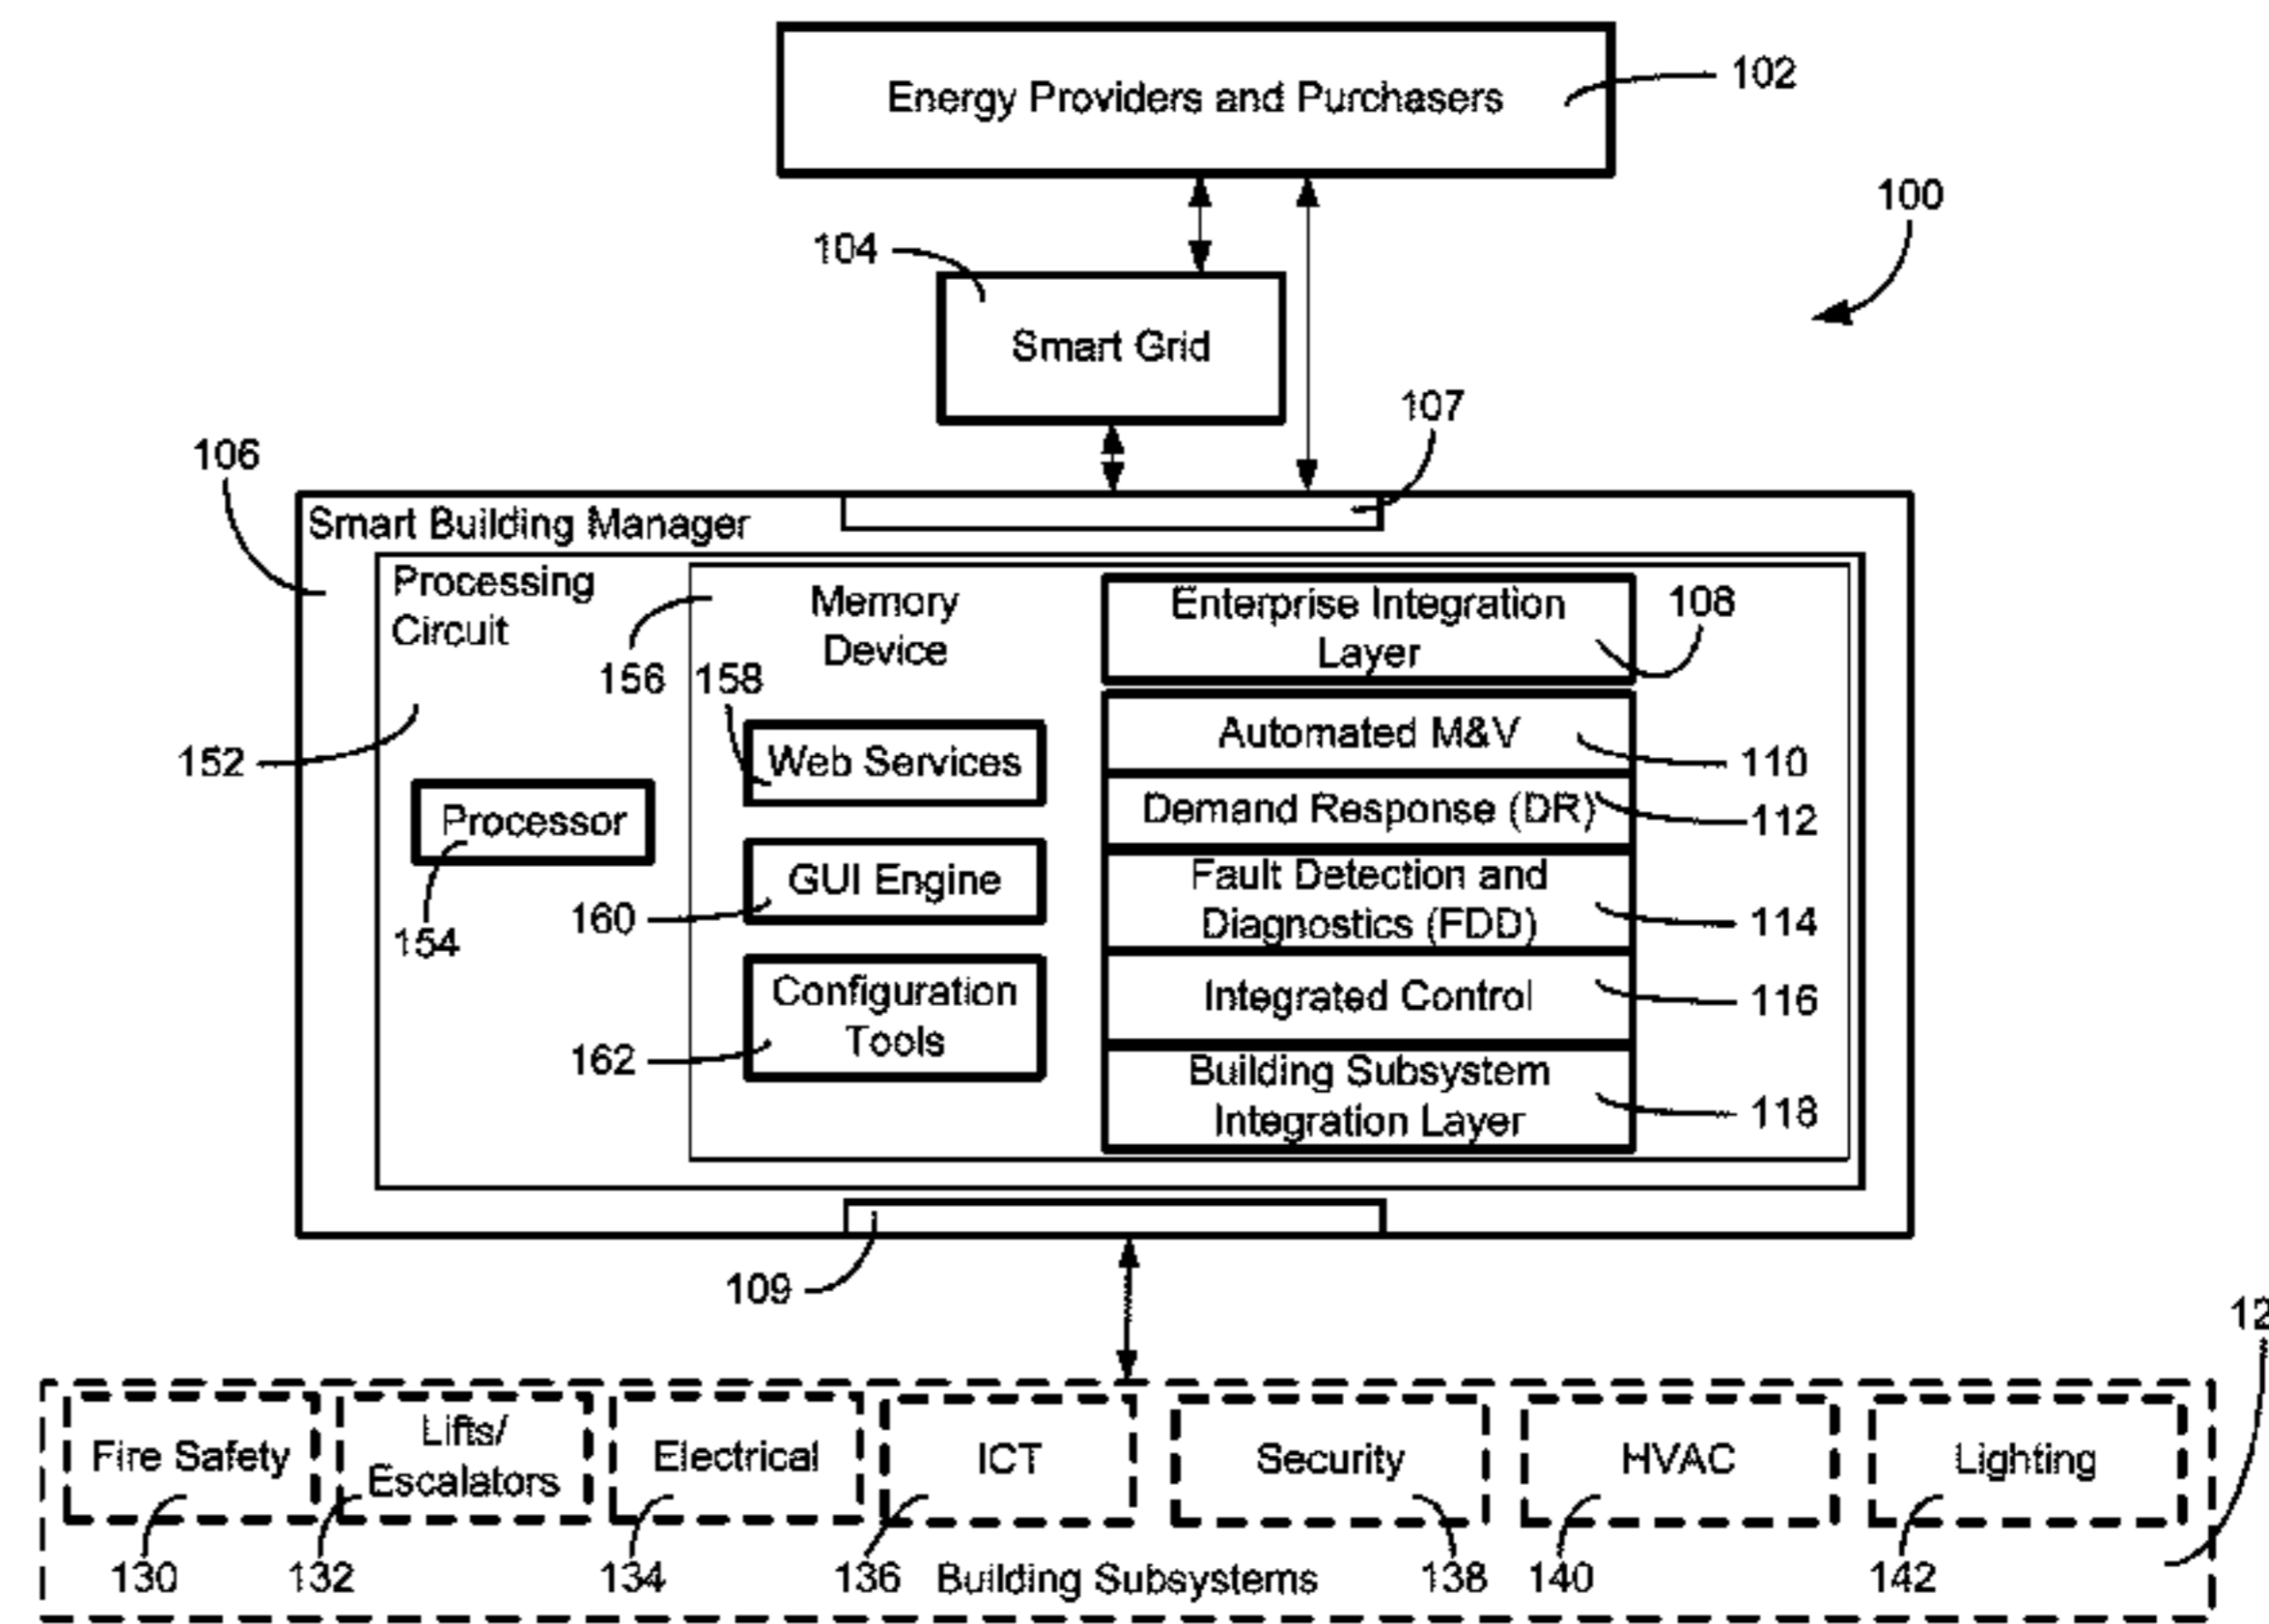 Energy Providers and Purchasers
102
100
104
Smart Grid
107
106
Smart Building Manager
Processing
Circuit
156
Memory
Device
Enterprise Integration
Layer
108
158
152
Web Services
Automated M&V
110
Processor
154
Demand Response (DR)
112
160
GUI Engine
Fault Detection and
Diagnostics (FDD)
114
Configuration
Tools
162
Integrated Control
116
Building Subsystem
Integration Layer
118
109
12
Fire Safety
Lifts/
Escalators
Electrical
ICT
Security
HVAC
Lighting
130
132
134
136
Building Subsystems
138
140
142